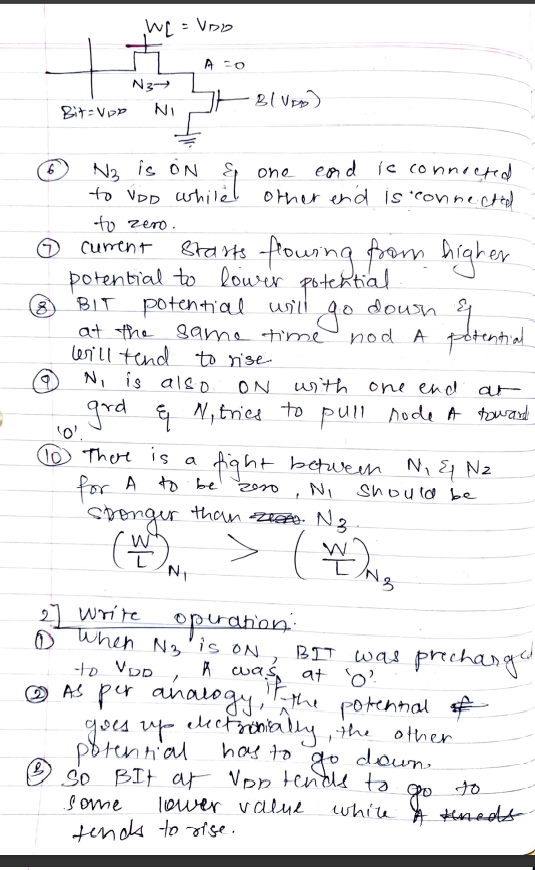 WL = VDD
A = 0
N3→
B(VDD)
Bit = VDD N1
⑥ N3 is ON & one end is connected
to VDD while other end is connected
to zero.
⑦ current starts flowing from higher
potential to lower potential.
⑧ BIT potential will go down &
at the same time nod A potential
will tend to rise.
⑨ N1 is also ON with one end at
grd & N1 tries to pull node A toward
'0'.
⑩ There is a fight between N1 & N2
for A to be zero, N1 should be
stronger than N3.
(W/L)N1 > (W/L)N3
2] Write operation:
① When N3 is ON, BIT was precharged
to VDD, A was at '0'.
② As per analogy, if the potential
goes up electronially, the other
potential has to go down.
③ So BIt at VDD tends to go to
some lower value while A
tends to rise.